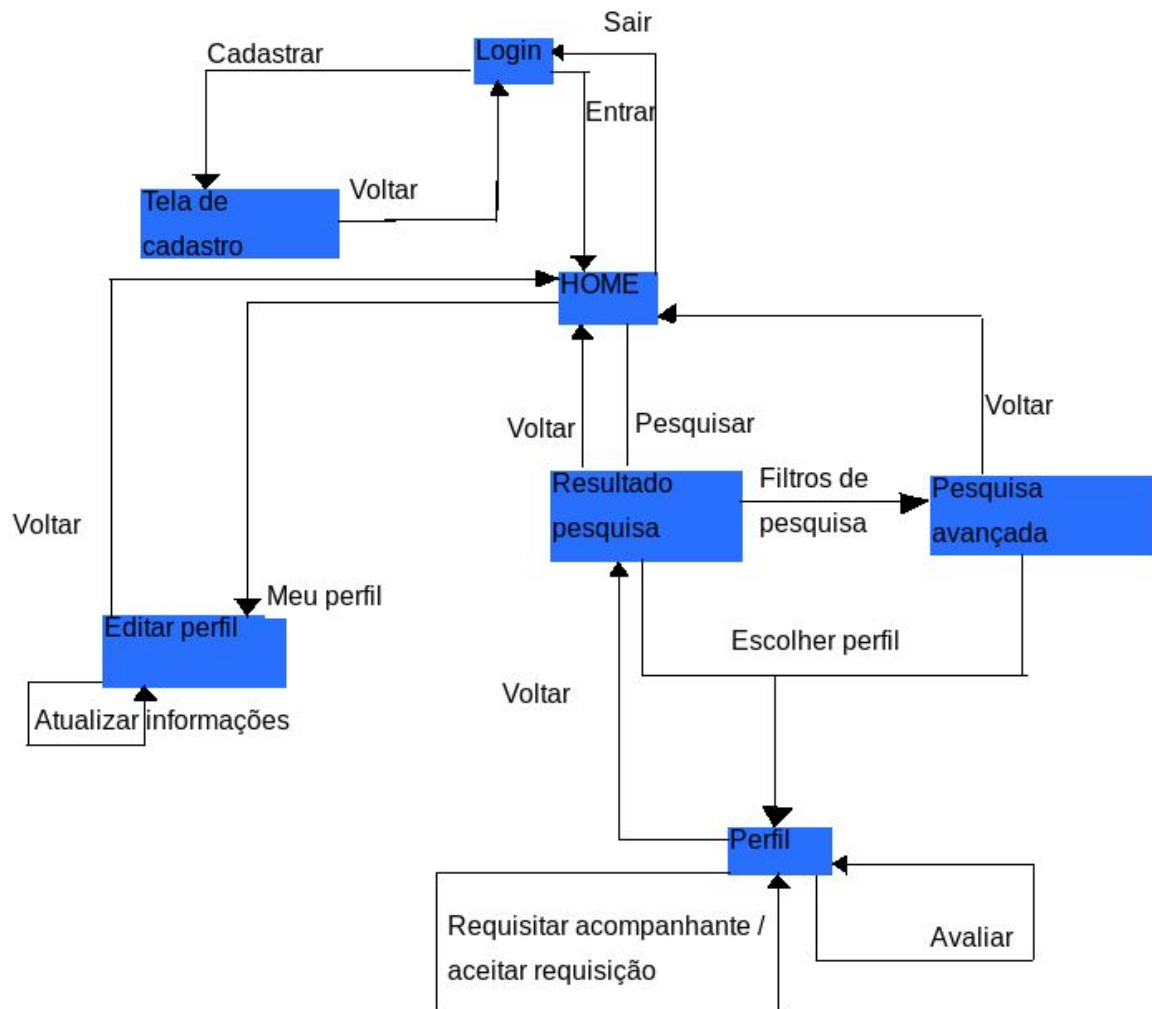 Sair
Cadastrar
Login
Entrar
Voltar
Tela de
cadastro
HOME
Voltar
Pesquisar
Voltar
Resultado
pesquisa
Filtros de
pesquisa
Pesquisa
avançada
Voltar
Meu perfil
Editar perfil
Atualizar informações
Escolher perfil
Voltar
Perfil
Requisitar acompanhante /
aceitar requisição
Avaliar